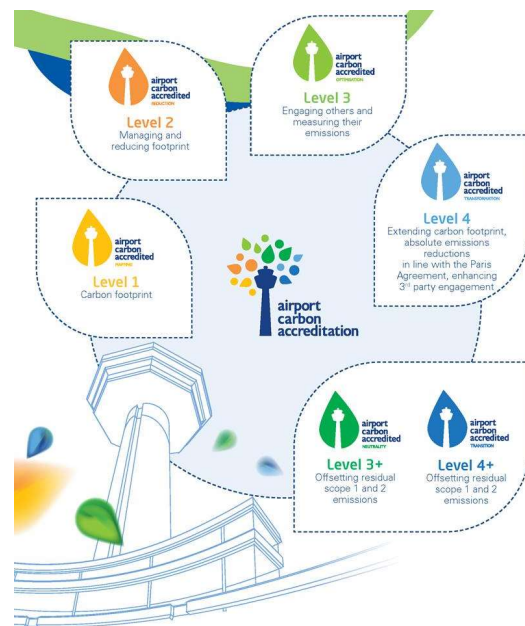 airport
carbon
accredited
REDUCTION
Level 2
Managing and
reducing footprint
airport
carbon
accredited
OPTIMISATION
Level 3
Engaging others and
measuring their
emissions
airport
carbon
accredited
TRANSFORMATION
Level 4
Extending carbon footprint,
absolute emissions
reductions
in line with the Paris
Agreement, enhancing
3rd party engagement
airport
carbon
accredited
MAPPING
Level 1
Carbon footprint
airport
carbon
accreditation
airport
carbon
accredited
NEUTRALITY
Level 3+
Offsetting residual
scope 1 and 2
emissions
airport
carbon
accredited
TRANSITION
Level 4+
Offsetting residual
scope 1 and 2
emissions